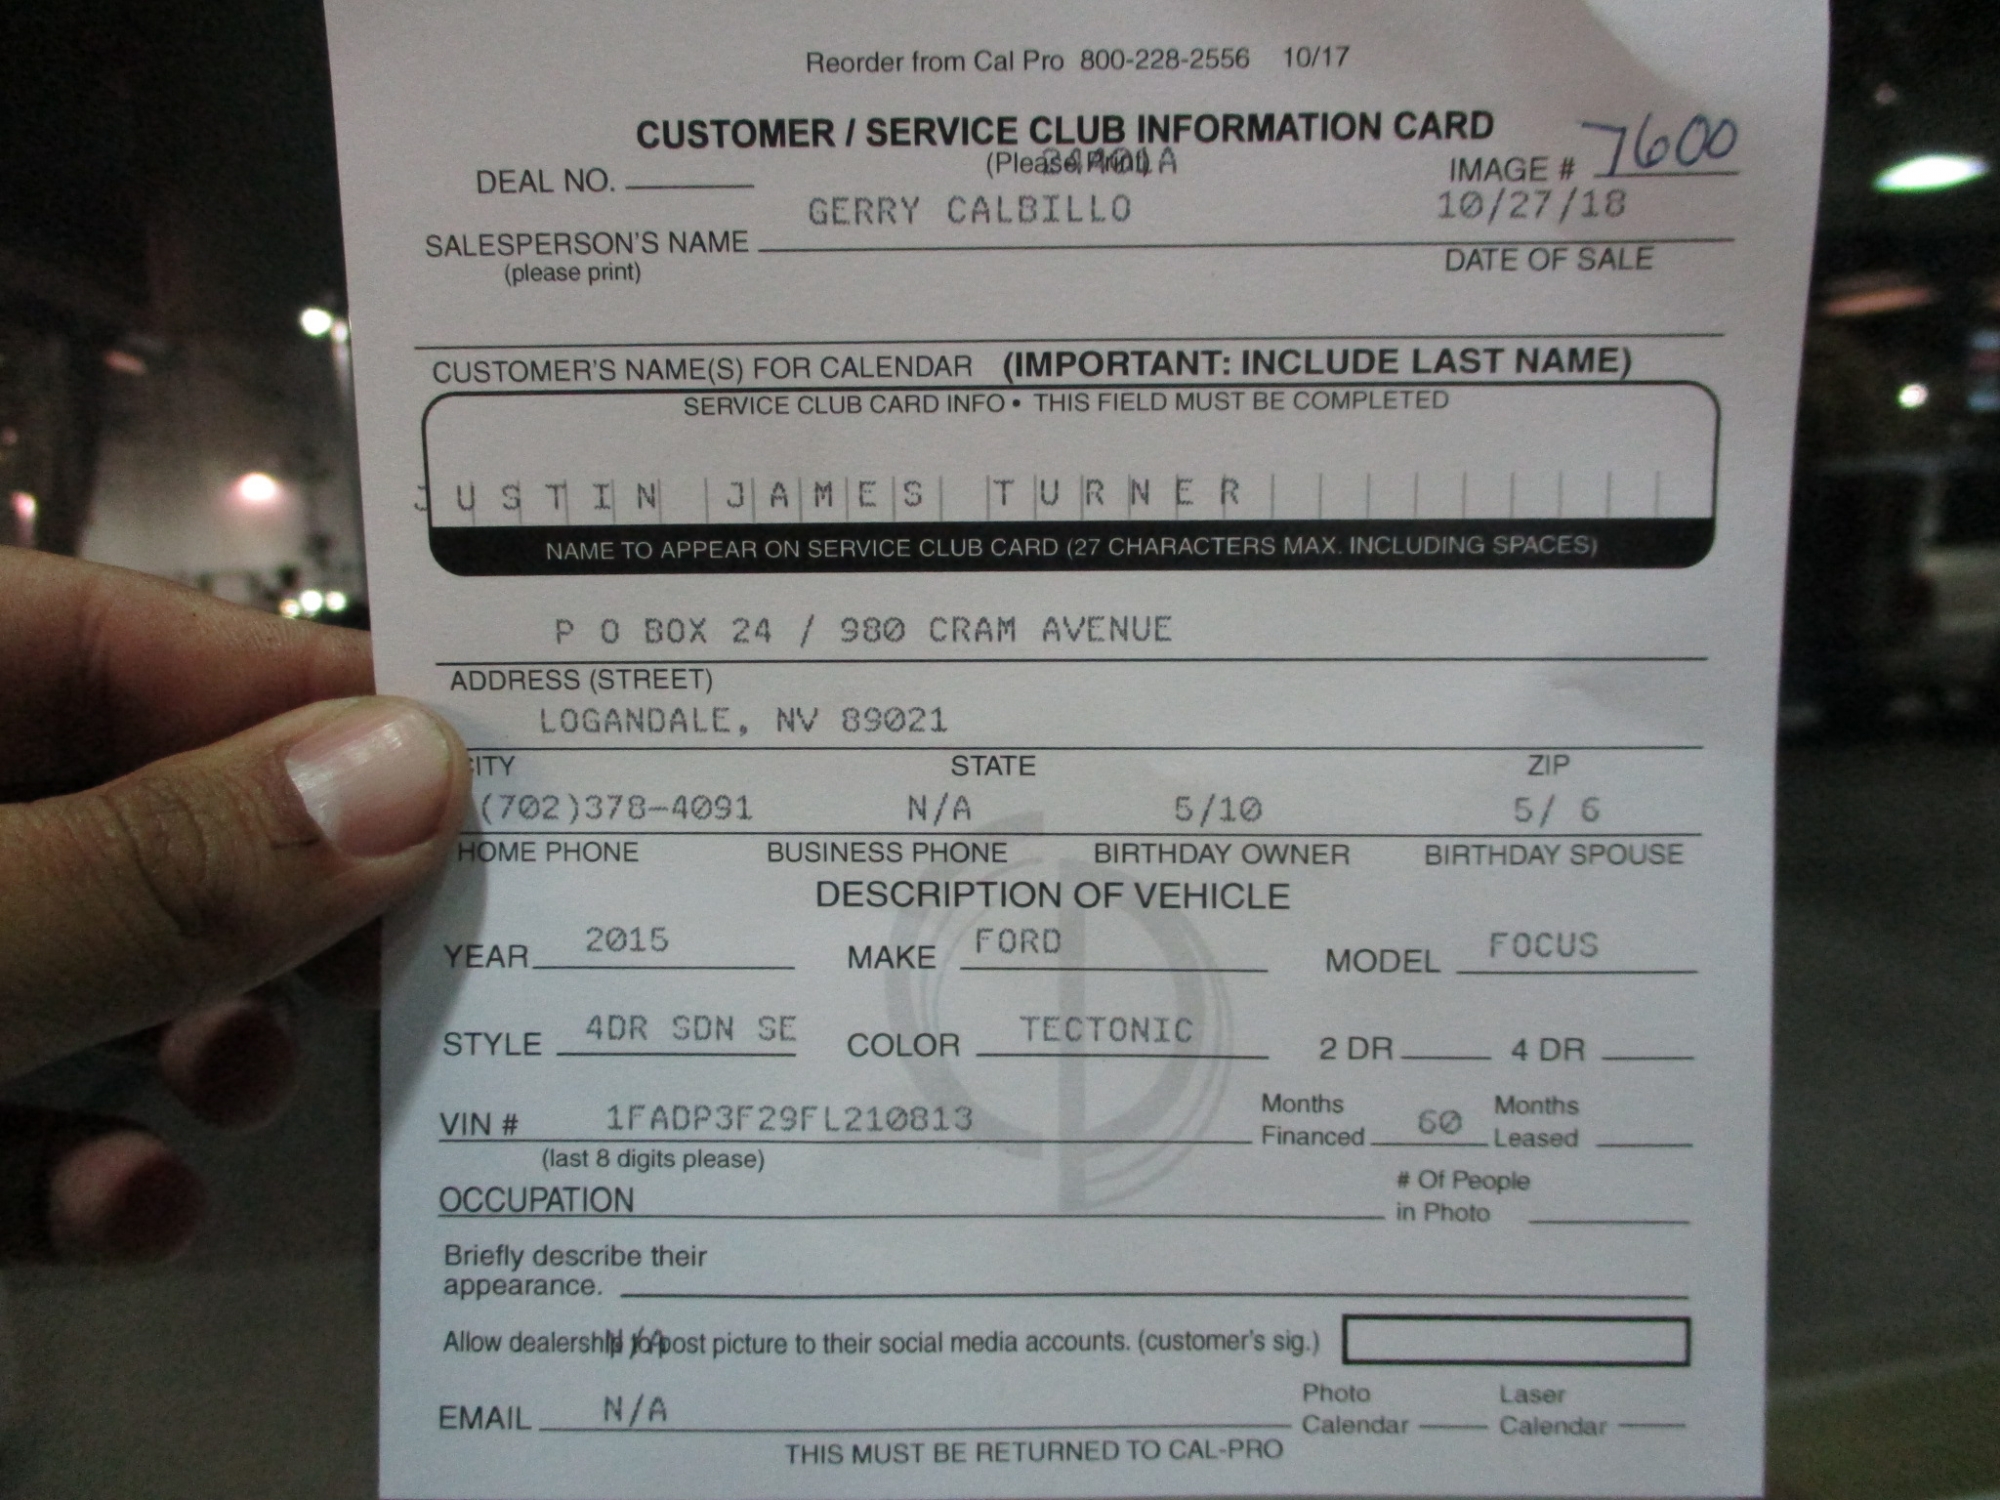 Reorder from Cal Pro 800-228-2556 10/17
CUSTOMER / SERVICE CLUB INFORMATION CARD
(Please Print)
DEAL NO. IMAGE # 7600
GERRY CALBILLO 10/27/18
SALESPERSON'S NAME DATE OF SALE
(please print)
CUSTOMER'S NAME(S) FOR CALENDAR (IMPORTANT: INCLUDE LAST NAME)
SERVICE CLUB CARD INFO • THIS FIELD MUST BE COMPLETED
JUSTIN JAMES TURNER
NAME TO APPEAR ON SERVICE CLUB CARD (27 CHARACTERS MAX. INCLUDING SPACES)
P O BOX 24 / 980 CRAM AVENUE
ADDRESS (STREET)
LOGANDALE, NV 89021
CITY STATE ZIP
(702)378-4091 N/A 5/10 5/ 6
HOME PHONE BUSINESS PHONE BIRTHDAY OWNER BIRTHDAY SPOUSE
DESCRIPTION OF VEHICLE
YEAR 2015 MAKE FORD MODEL FOCUS
STYLE 4DR SDN SE COLOR TECTONIC 2 DR 4 DR
VIN # 1FADP3F29FL210813 Months Financed 60 Months Leased
(last 8 digits please)
OCCUPATION # Of People in Photo
Briefly describe their
appearance.
N/A
Allow dealership to post picture to their social media accounts. (customer's sig.)
EMAIL N/A Photo Calendar Laser Calendar
THIS MUST BE RETURNED TO CAL-PRO